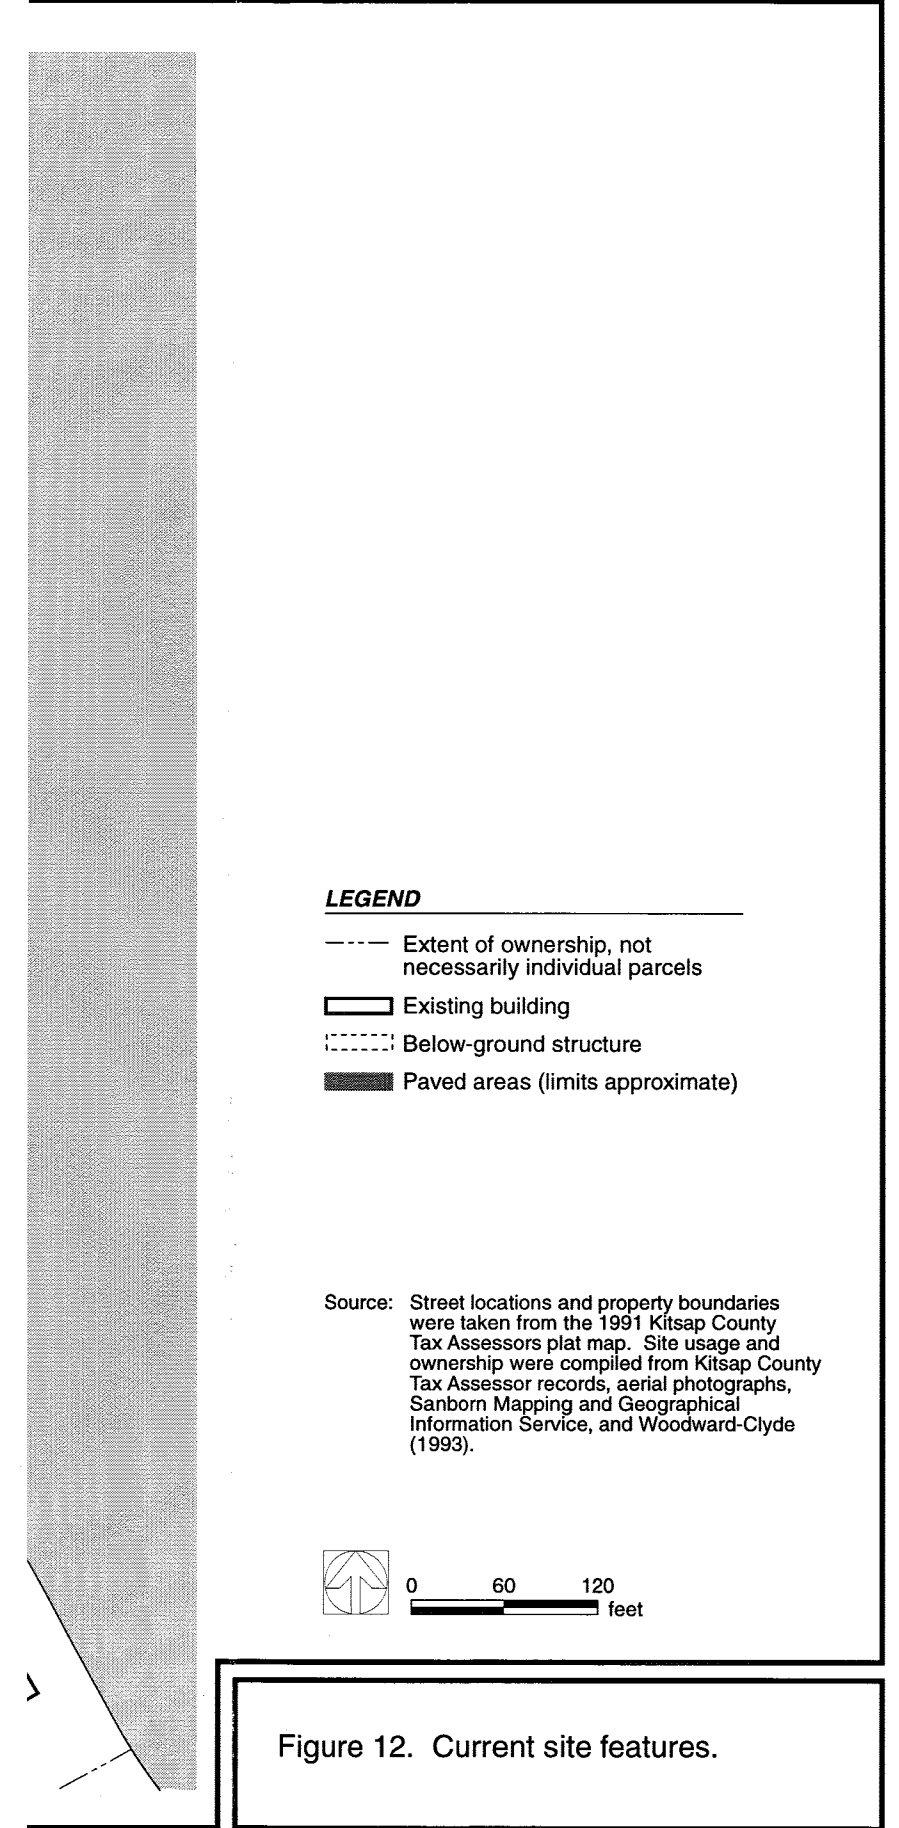 LEGEND
Extent of ownership, not
necessarily individual parcels
Existing building
Below-ground structure
Paved areas (limits approximate)
Source: Street locations and property boundaries
were taken from the 1991 Kitsap County
Tax Assessors plat map. Site usage and
ownership were compiled from Kitsap County
Tax Assessor records, aerial photographs,
Sanborn Mapping and Geographical
Information Service, and Woodward-Clyde
(1993).
0 60 120
feet
Figure 12. Current site features.